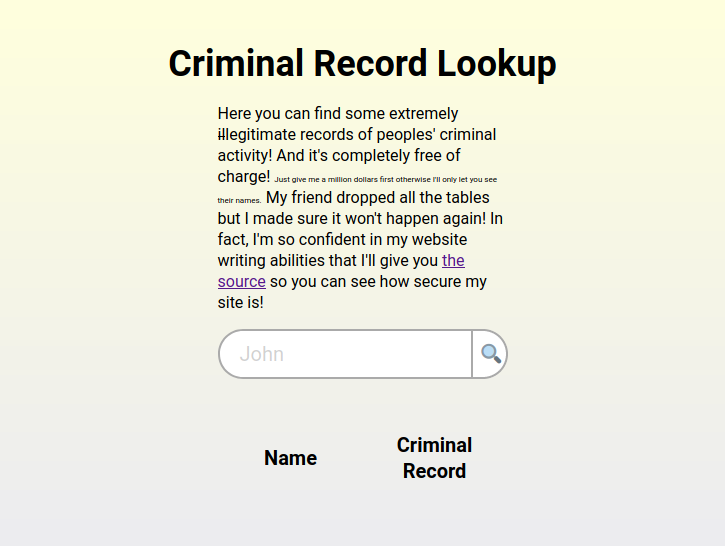 Criminal Record Lookup
Here you can find some extremely
illegitimate records of peoples' criminal
activity! And it's completely free of
charge! Just give me a million dollars first otherwise I'll only let you see
their names. My friend dropped all the tables
but I made sure it won't happen again! In
fact, I'm so confident in my website
writing abilities that I'll give you the
source so you can see how secure my
site is!
John
Name
Criminal
Record